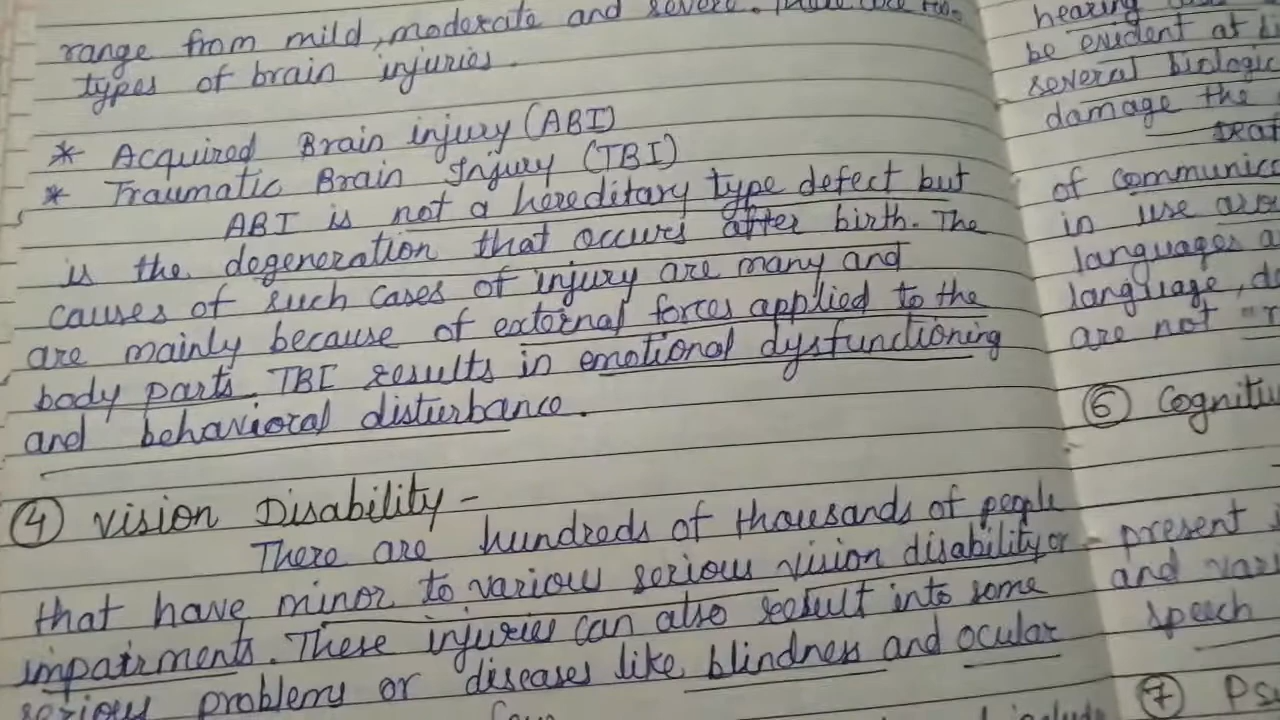 range from mild, moderate and severe. There are two
types of brain injuries.
* Acquired Brain injury (ABI)
* Traumatic Brain Injury (TBI)
ABI is not a hereditary type defect but
is the degeneration that occurs after birth. The
causes of such cases of injury are many and
are mainly because of external forces applied to the
body parts. TBI results in emotional dysfunctioning
and behavioral disturbance.
④ Vision Disability -
There are hundreds of thousands of people
that have minor to various serious vision disability or
impairments. These injuries can also result into some
serious problems or diseases like blindness and ocular
hearing
be evident at
several biologic
damage the
of communic
in use are
languages
language,
are not
⑥ Cognitiv
- present
and vari
speech
⑦ Ps
include